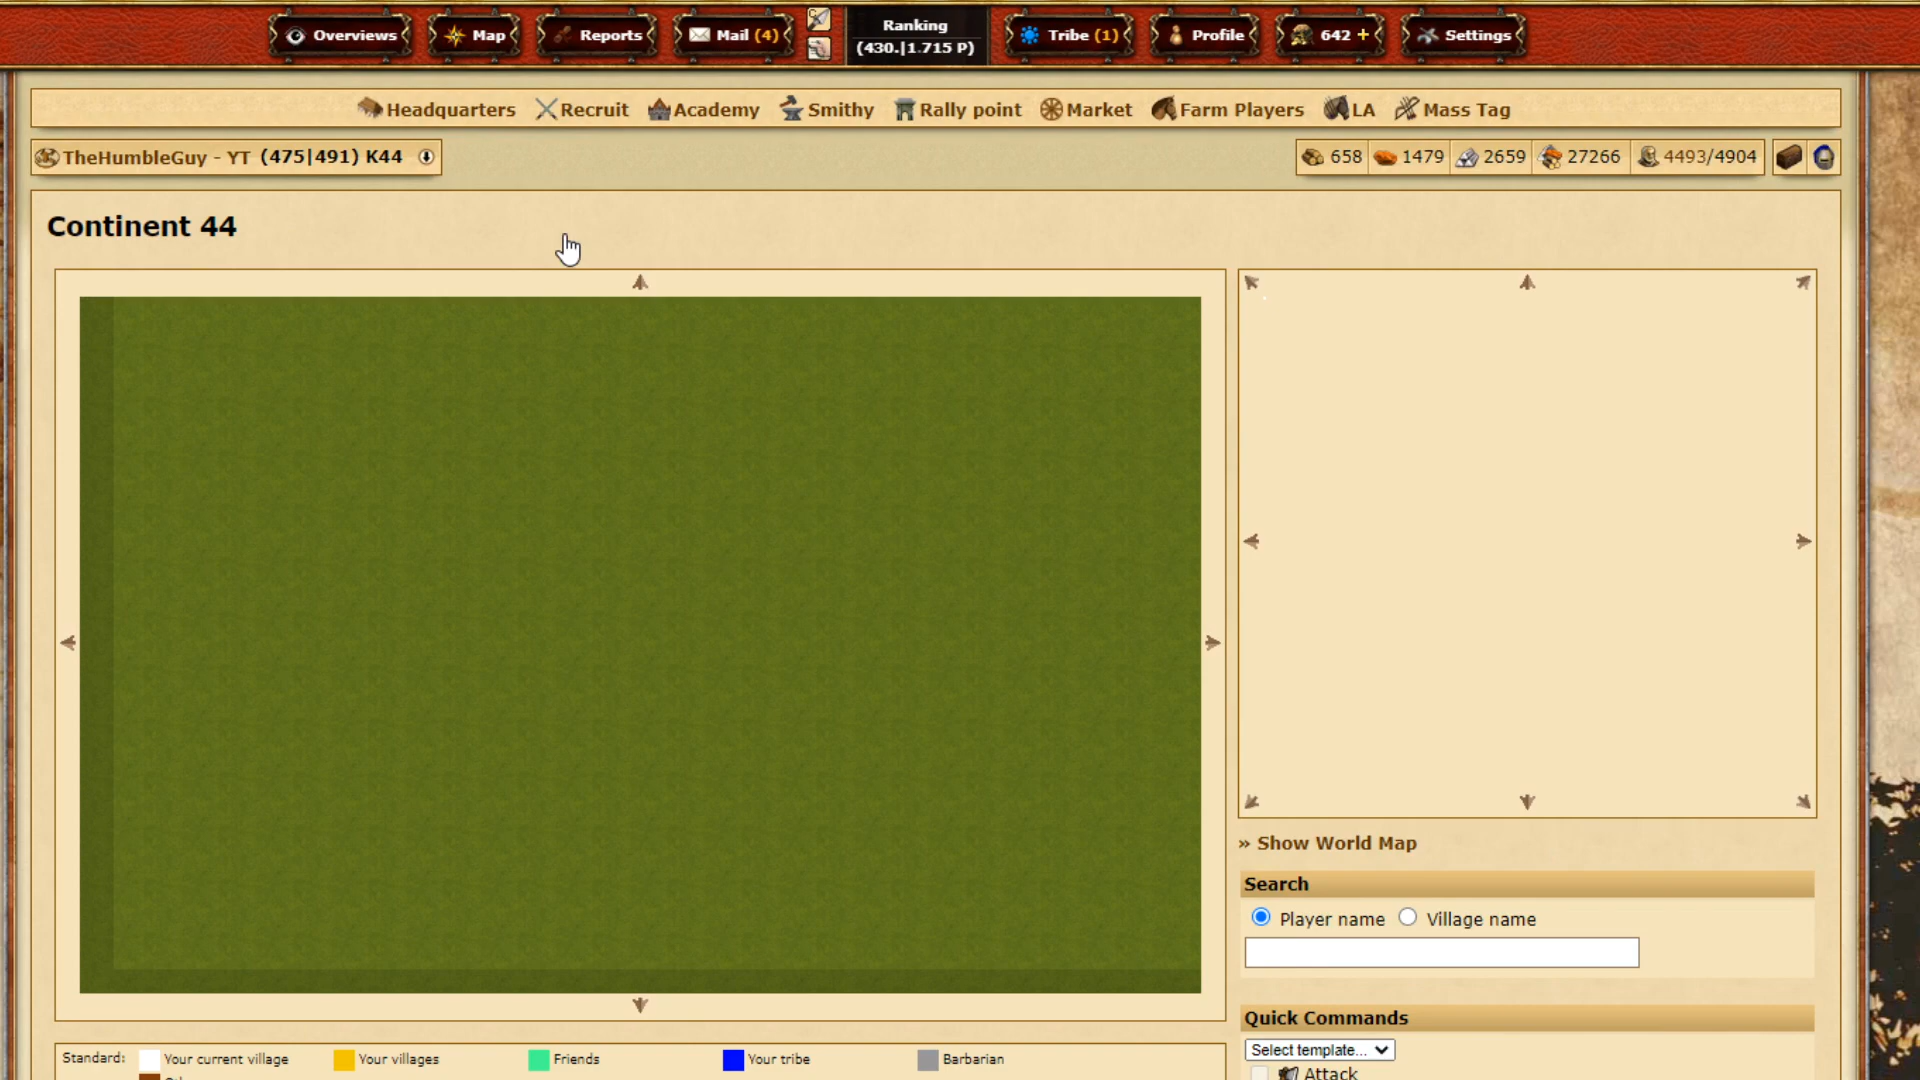 Overviews Map Reports Mail (4) Ranking (430.|1.715 P) Tribe (1) Profile 642 + Settings
Headquarters Recruit Academy Smithy Rally point Market Farm Players LA Mass Tag
TheHumbleGuy - YT (475|491) K44 658 1479 2659 27266 4493/4904
Continent 44
» Show World Map
Search
Player name Village name
Quick Commands
Select template...
Attack
Standard: Your current village Your villages Friends Your tribe Barbarian